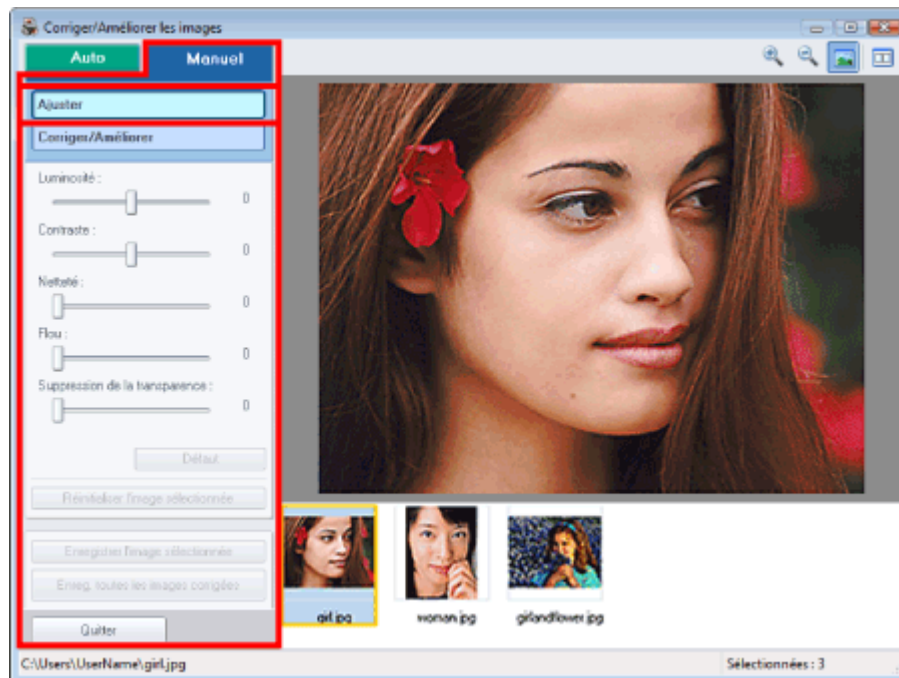 Corriger/Améliorer les images
Auto
Manuel
Ajuster
Corriger/Améliorer
Luminosité :
0
Contraste :
0
Netteté :
0
Flou :
0
Suppression de la transparence :
0
Défaut
Réinitialiser l'image sélectionnée
Enregistrer l'image sélectionnée
Enreg. toutes les images corrigées
Quitter
girl.jpg
woman.jpg
girlandflower.jpg
C:\Users\UserName\girl.jpg
Sélectionnées : 3